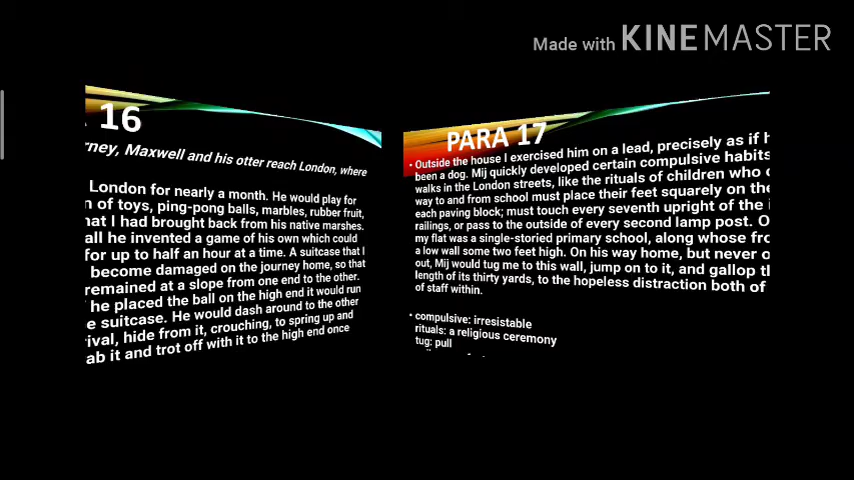 Made with KINEMASTER
16
rney, Maxwell and his otter reach London, where
London for nearly a month. He would play for
n of toys, ping-pong balls, marbles, rubber fruit,
hat I had brought back from his native marshes.
all he invented a game of his own which could
for up to half an hour at a time. A suitcase that I
become damaged on the journey home, so that
remained at a slope from one end to the other.
he placed the ball on the high end it would run
e suitcase. He would dash around to the other
rival, hide from it, crouching, to spring up and
ab it and trot off with it to the high end once
PARA 17
• Outside the house I exercised him on a lead, precisely as if h
been a dog. Mij quickly developed certain compulsive habits
walks in the London streets, like the rituals of children who
way to and from school must place their feet squarely on the
each paving block; must touch every seventh upright of the i
railings, or pass to the outside of every second lamp post. O
my flat was a single-storied primary school, along whose fro
a low wall some two feet high. On his way home, but never o
out, Mij would tug me to this wall, jump on to it, and gallop th
length of its thirty yards, to the hopeless distraction both of
of staff within.
• compulsive: irresistable
rituals: a religious ceremony
tug: pull